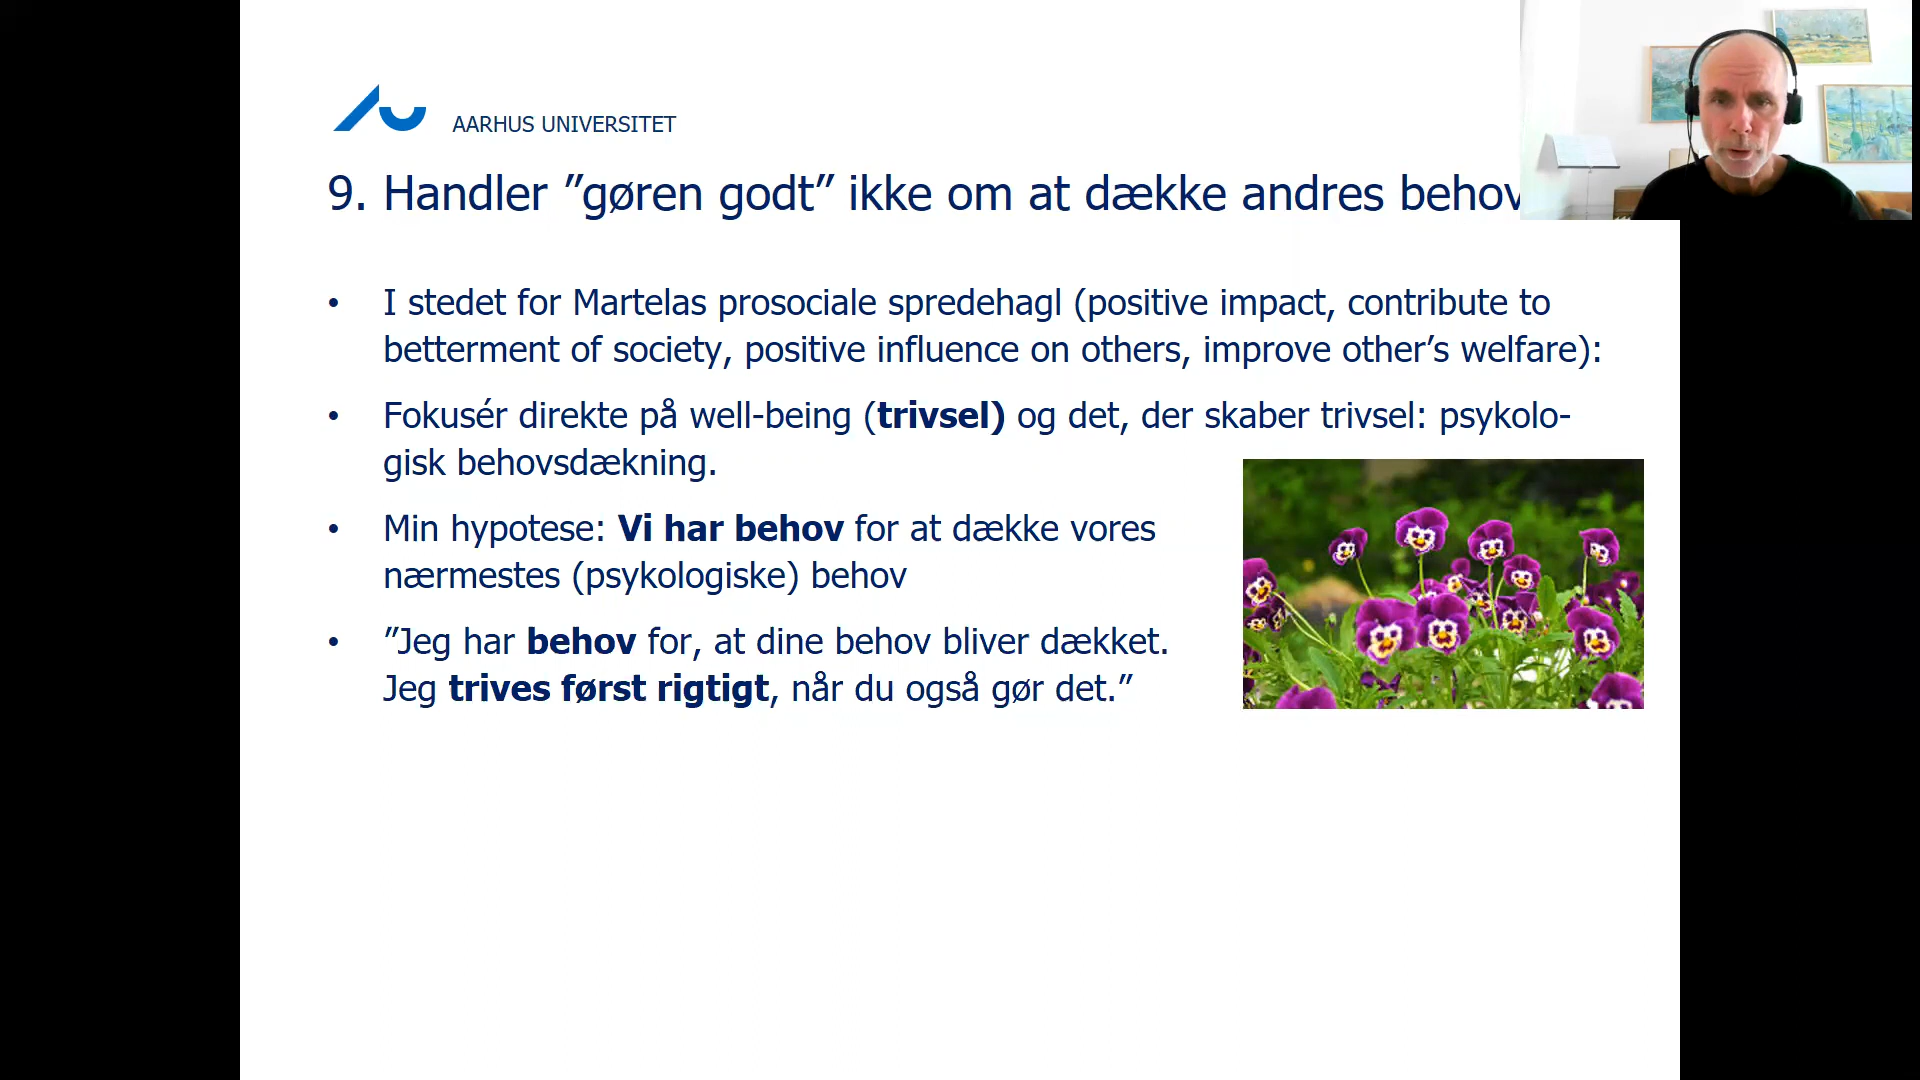 AARHUS UNIVERSITET
9. Handler ”gøren godt” ikke om at dække andres behov
• I stedet for Martelas prosociale spredehagl (positive impact, contribute to
betterment of society, positive influence on others, improve other’s welfare):
• Fokusér direkte på well-being (trivsel) og det, der skaber trivsel: psykolo-
gisk behovsdækning.
• Min hypotese: Vi har behov for at dække vores
nærmestes (psykologiske) behov
• ”Jeg har behov for, at dine behov bliver dækket.
Jeg trives først rigtigt, når du også gør det.”